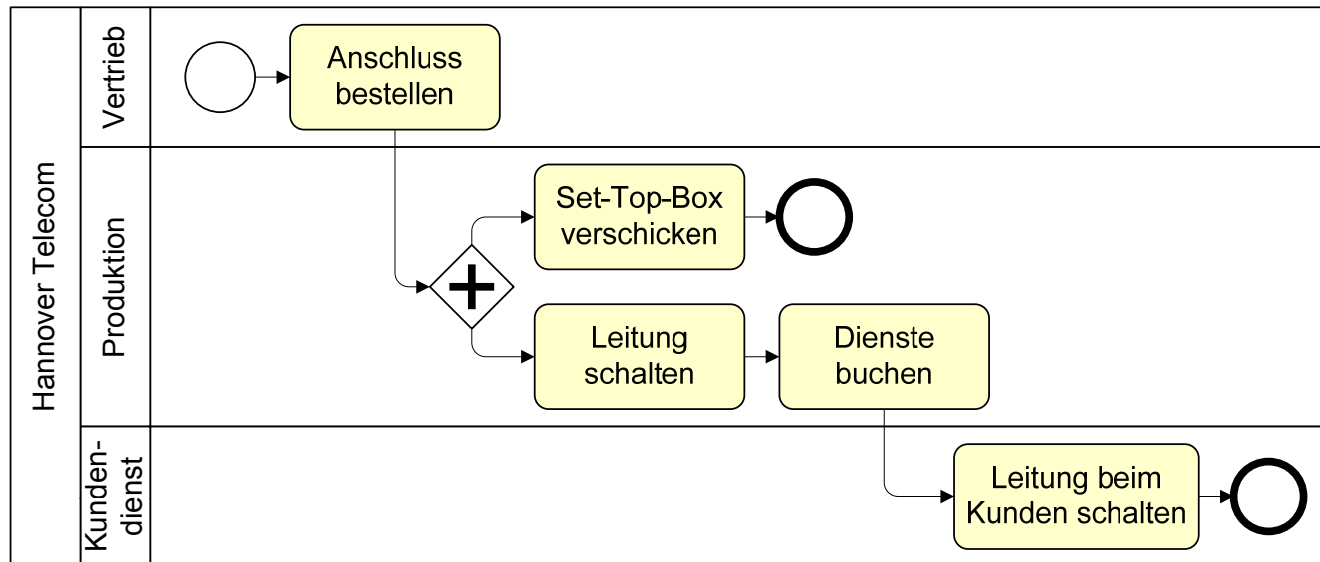 Hannover Telecom
Vertrieb
Anschluss
bestellen
Produktion
Set-Top-Box
verschicken
Leitung
schalten
Dienste
buchen
Kunden-
dienst
Leitung beim
Kunden schalten